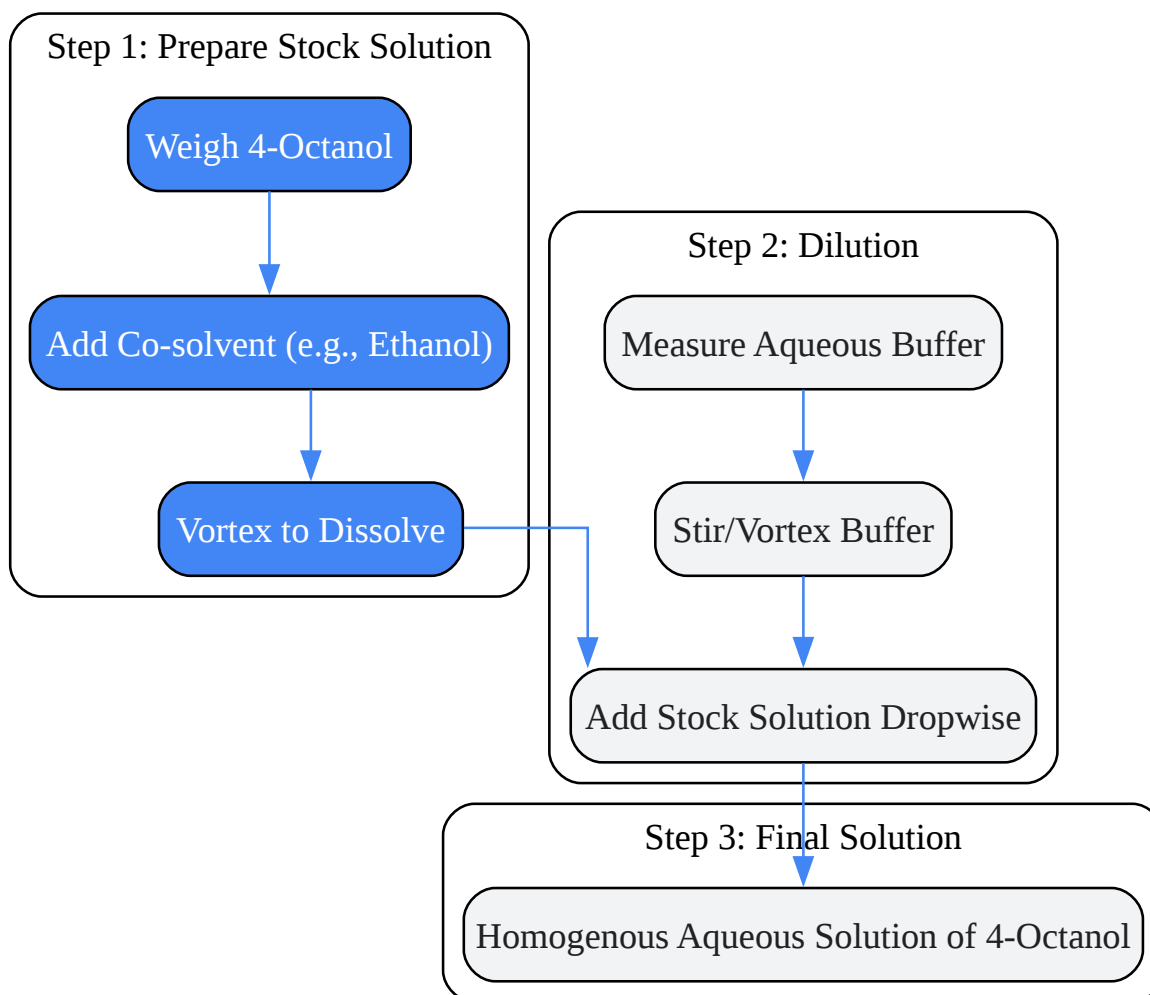 Step 1: Prepare Stock Solution
Weigh 4-Octanol
Add Co-solvent (e.g., Ethanol)
Vortex to Dissolve
Step 2: Dilution
Measure Aqueous Buffer
Stir/Vortex Buffer
Add Stock Solution Dropwise
Step 3: Final Solution
Homogenous Aqueous Solution of 4-Octanol